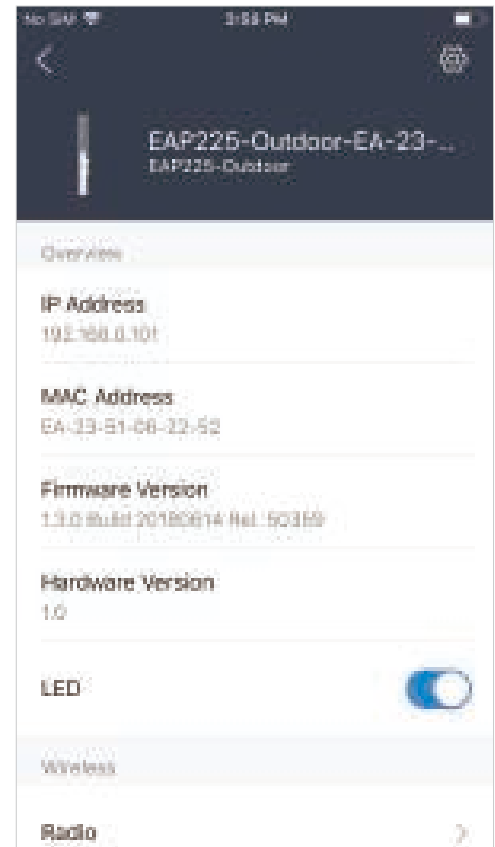 No SIM 3:55 PM
EAP225-Outdoor-EA-23-...
EAP225-Outdoor
Overview
IP Address
192.168.0.101
MAC Address
EA-23-51-06-22-52
Firmware Version
1.3.0 Build 20180614 Rel. 50359
Hardware Version
1.0
LED
Wireless
Radio